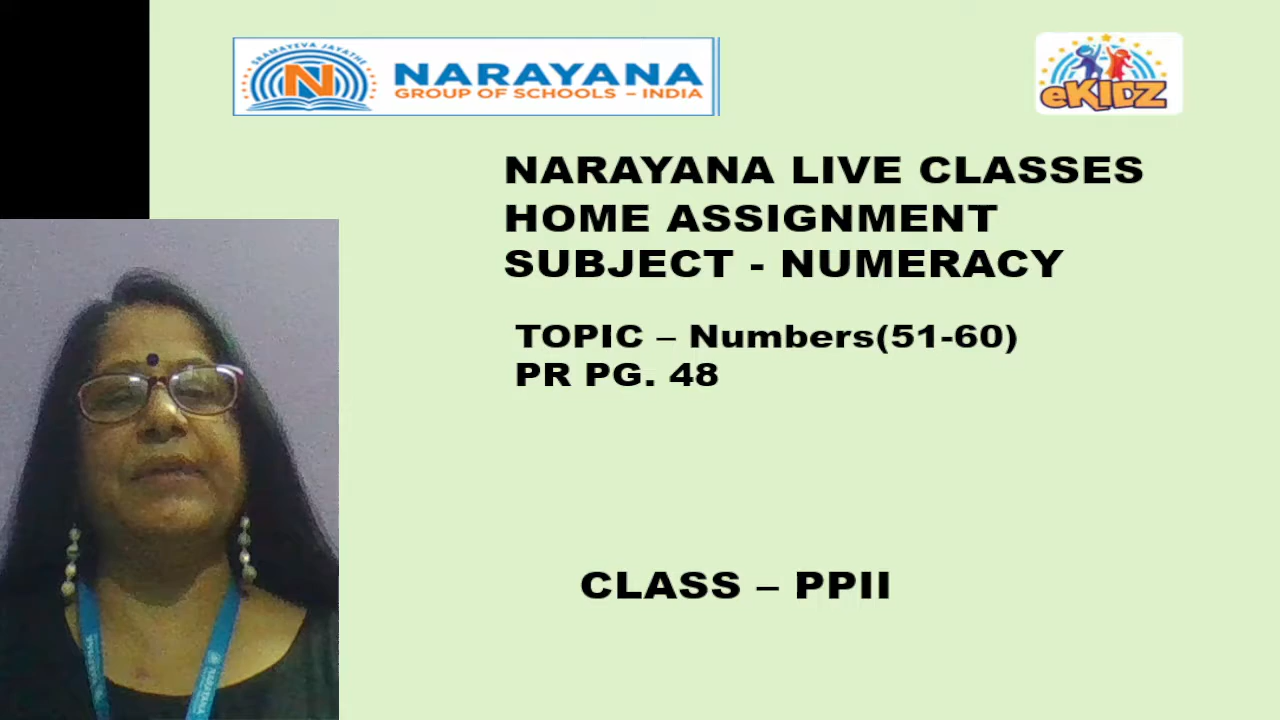 SRAMAYEVA JAYATHE
N
NARAYANA
GROUP OF SCHOOLS – INDIA
eKIDZ
NARAYANA LIVE CLASSES
HOME ASSIGNMENT
SUBJECT - NUMERACY
TOPIC – Numbers(51-60)
PR PG. 48
CLASS – PPII